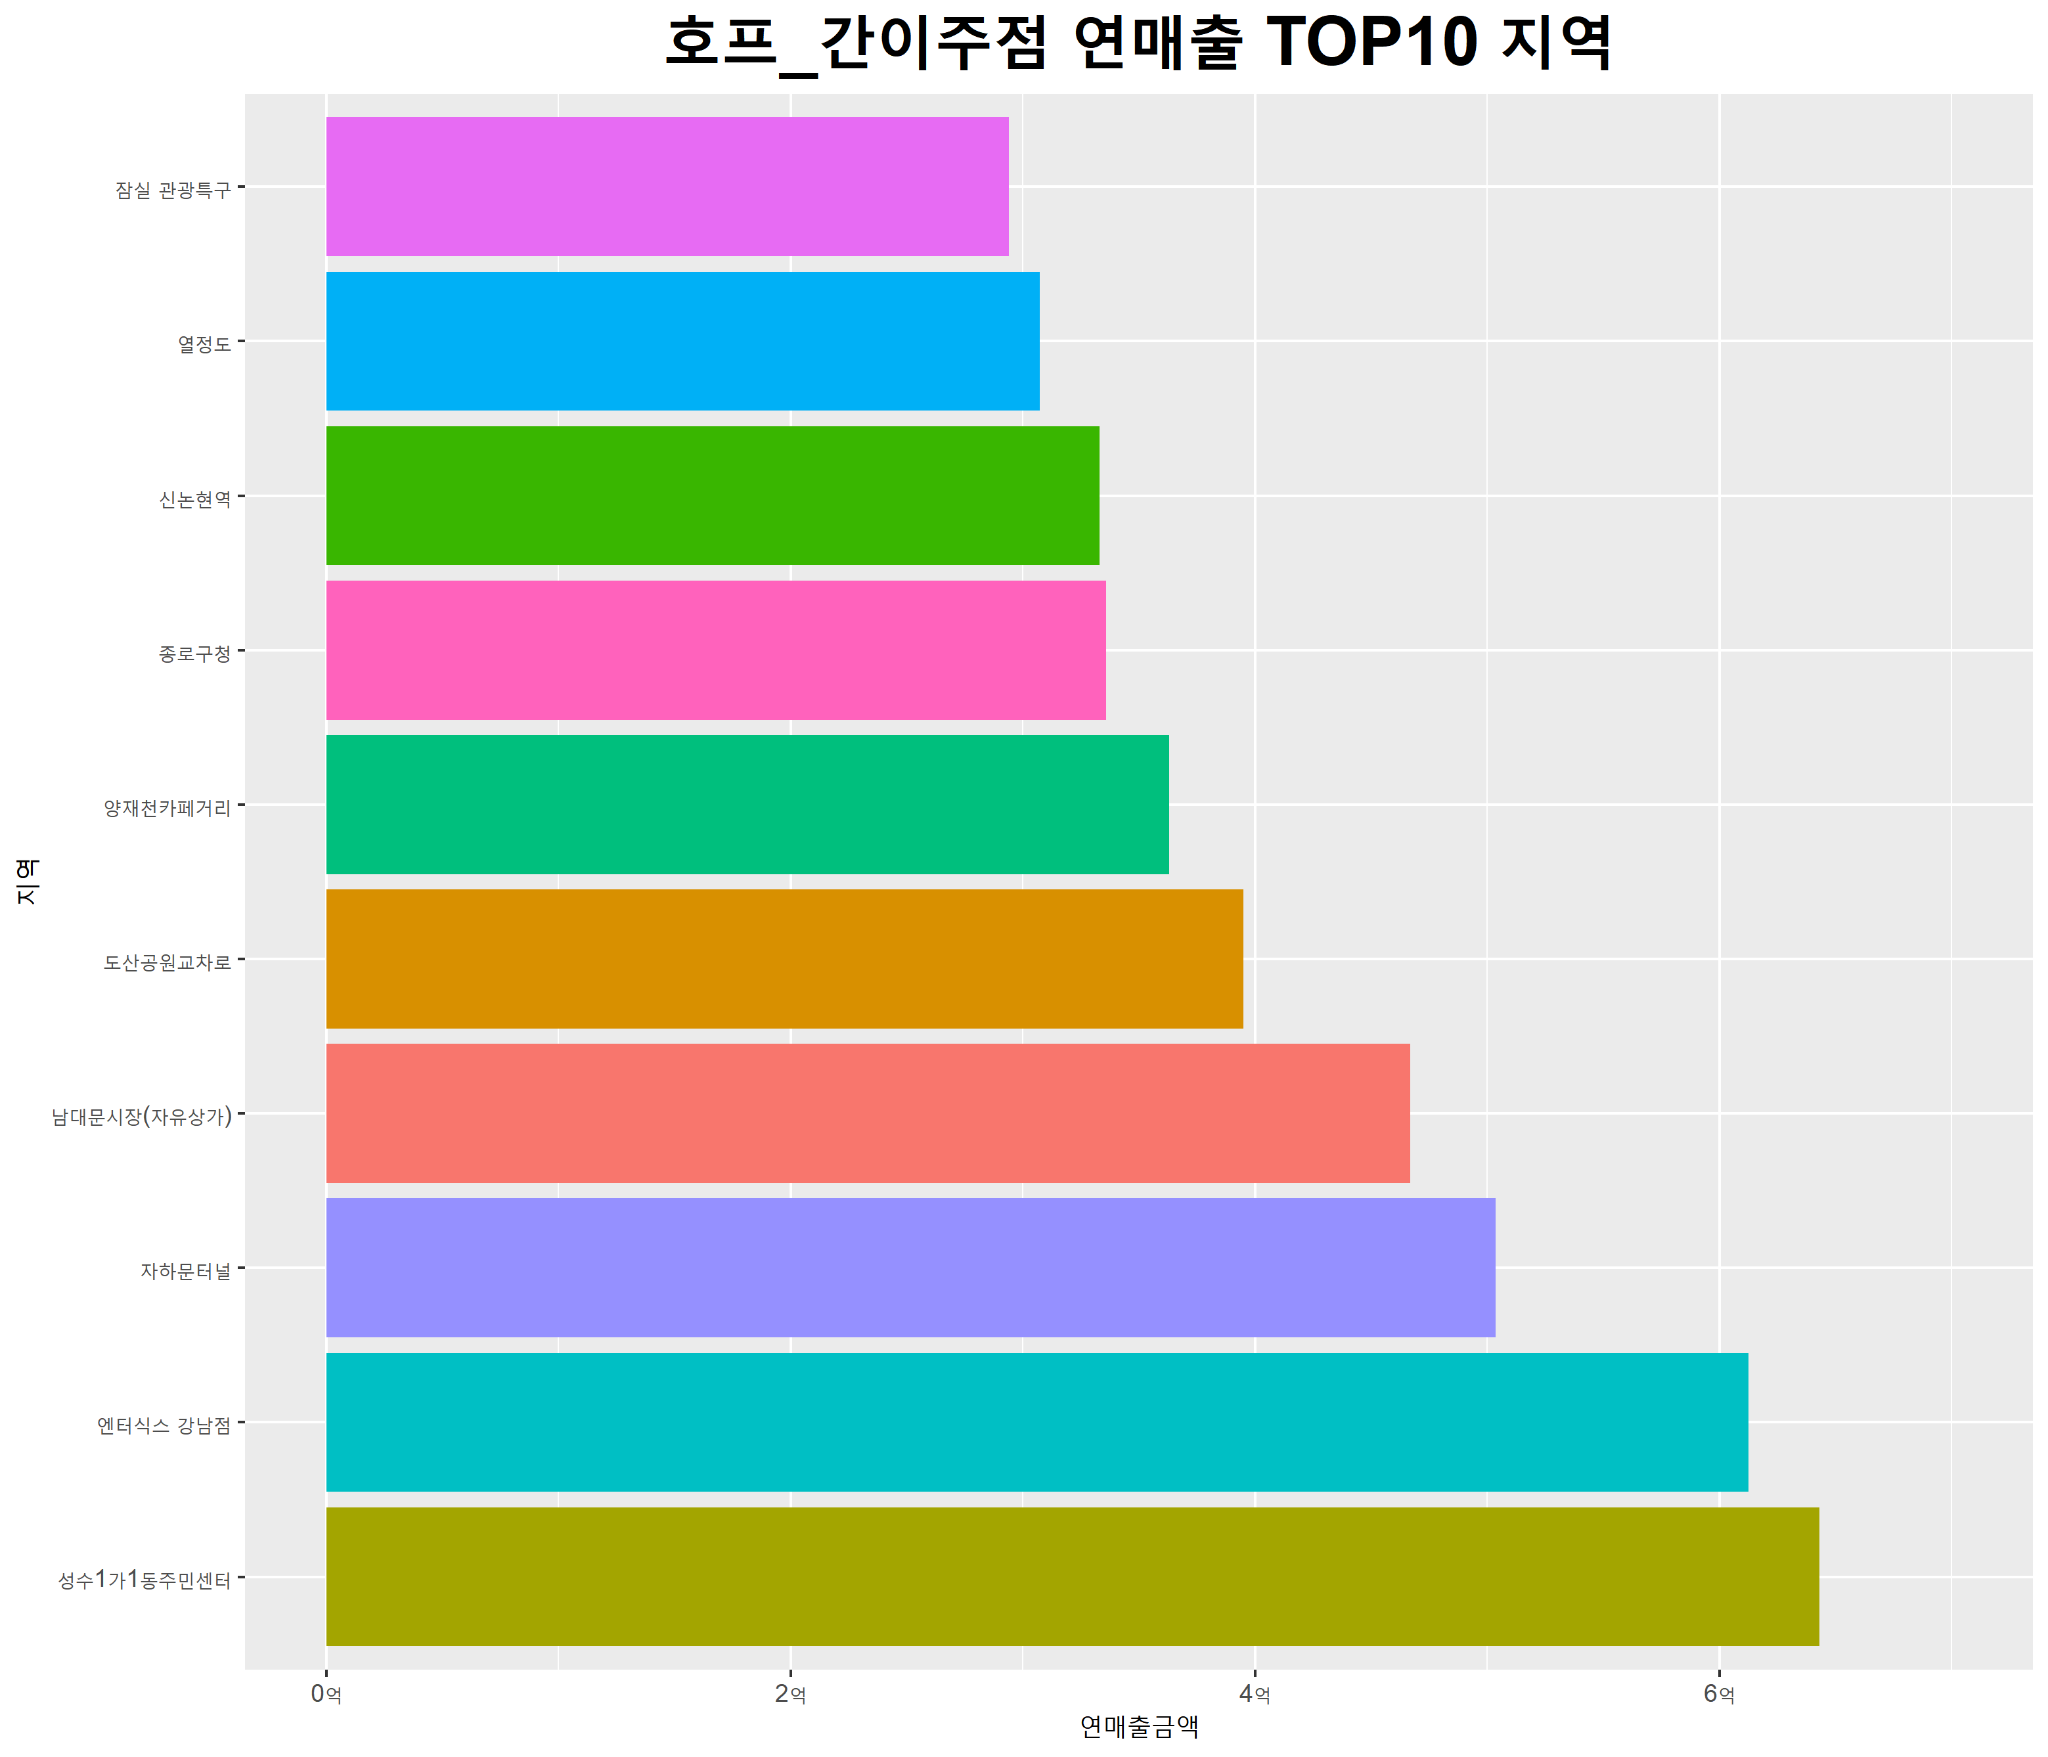 호프_간이주점 연매출 TOP10 지역
잠실 관광특구
열정도
신논현역
종로구청
양재천카페거리
도산공원교차로
남대문시장(자유상가)
자하문터널
엔터식스 강남점
성수1가1동주민센터
지역
0억 2억 4억 6억
연매출금액